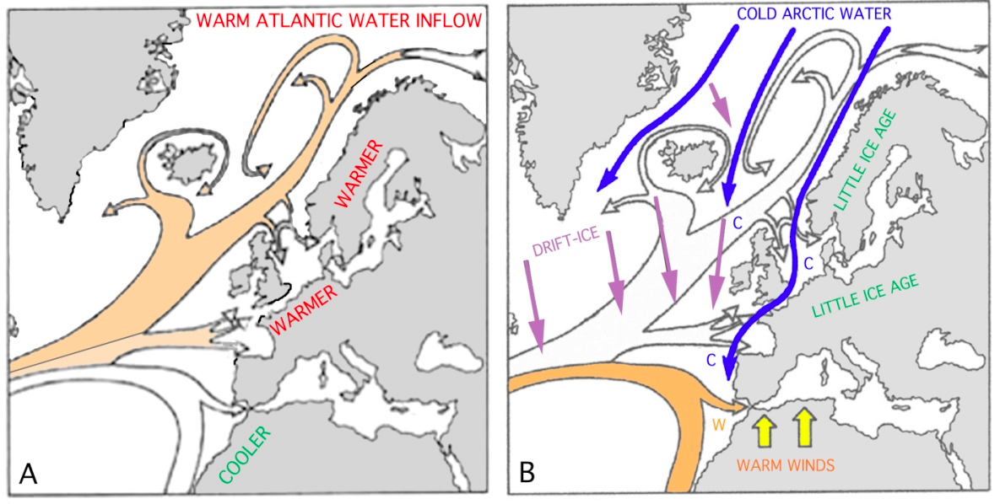 WARM ATLANTIC WATER INFLOW
WARMER
WARMER
COOLER
A
COLD ARCTIC WATER
LITTLE ICE AGE
DRIFT-ICE
C
C
LITTLE ICE AGE
C
W
WARM WINDS
B